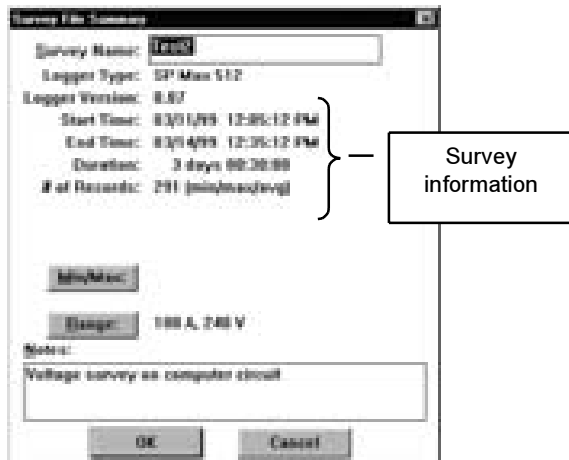 Survey File Summary
Survey Name: Test2
Logger Type: SP Max 512
Logger Version: 0.07
Start Time: 03/11/99 12:05:12 PM
End Time: 03/14/99 12:35:12 PM
Duration: 3 days 00:30:00
# of Records: 291 (min/max/avg)
Survey
information
Min/Max:
Range: 100 A, 240 V
Notes:
Voltage survey on computer circuit
OK Cancel